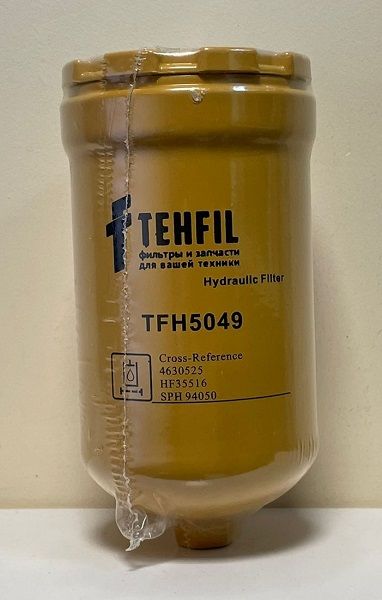 TEHFIL
фильтры и запчасти
для вашей техники
Hydraulic Filter
TFH5049
Cross-Reference
4630525
HF35516
SPH 94050